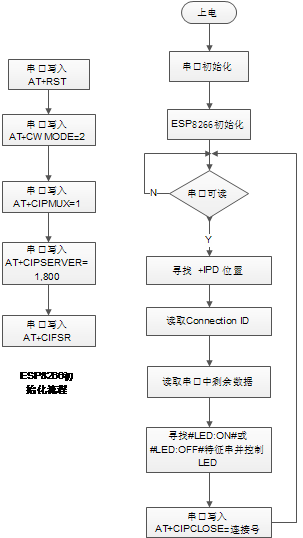 串口写入
AT+RST
串口写入
AT+CW MODE=2
串口写入
AT+CIPMUX=1
串口写入
AT+CIPSERVER=
1,800
串口写入
AT+CIFSR
ESP8266初
始化流程
上电
串口初始化
ESP8266初始化
串口可读
N
Y
寻找 +IPD 位置
读取Connection ID
读取串口中剩余数据
寻找#LED:ON#或
#LED:OFF#特征串并控制
LED
串口写入
AT+CIPCLOSE=连接号